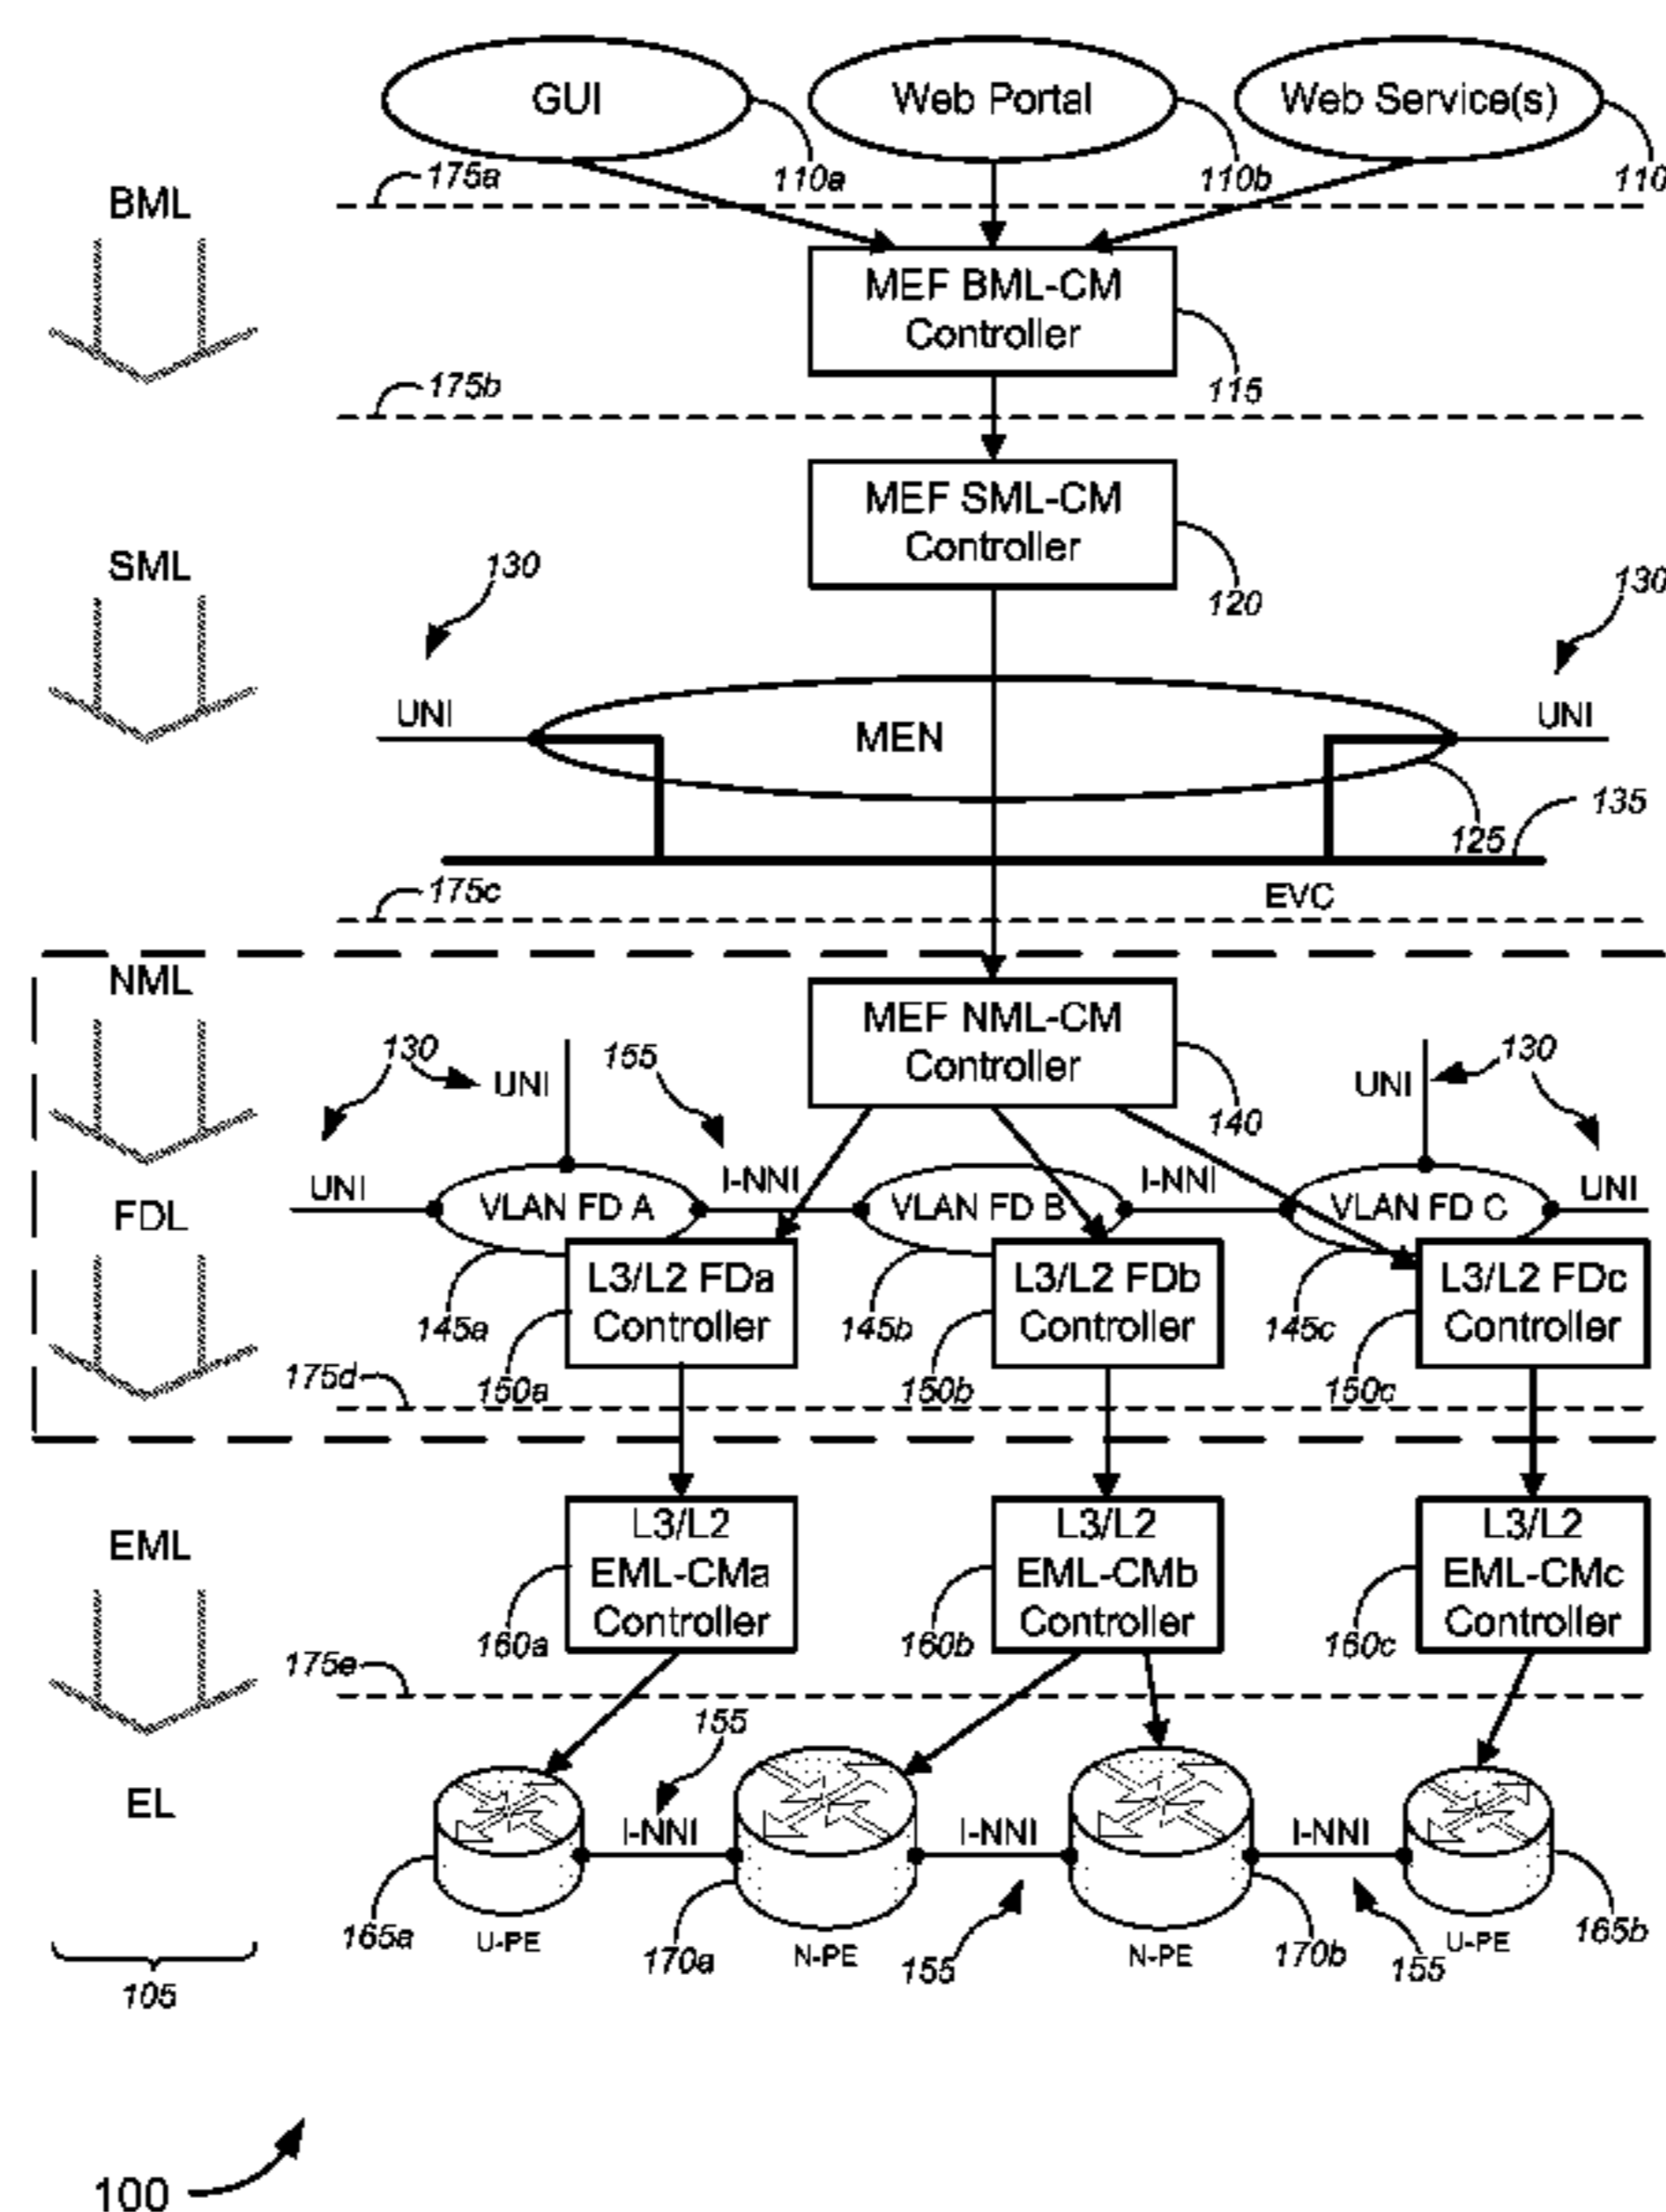 GUI
Web Portal
Web Service(s)
110a
110b
110
175a
BML
MEF BML-CM
Controller
115
175b
MEF SML-CM
Controller
120
SML
130
130
UNI
MEN
UNI
125
135
EVC
175c
NML
MEF NML-CM
Controller
140
130
UNI
155
UNI
130
UNI
VLAN FD A
I-NNI
VLAN FD B
I-NNI
VLAN FD C
UNI
FDL
L3/L2 FDa
Controller
L3/L2 FDb
Controller
L3/L2 FDc
Controller
145a
145b
145c
150a
150b
150c
175d
EML
L3/L2
EML-CMa
Controller
L3/L2
EML-CMb
Controller
L3/L2
EML-CMc
Controller
160a
160b
160c
175e
155
EL
I-NNI
I-NNI
I-NNI
165a
U-PE
170a
N-PE
155
N-PE
170b
155
U-PE
165b
105
100